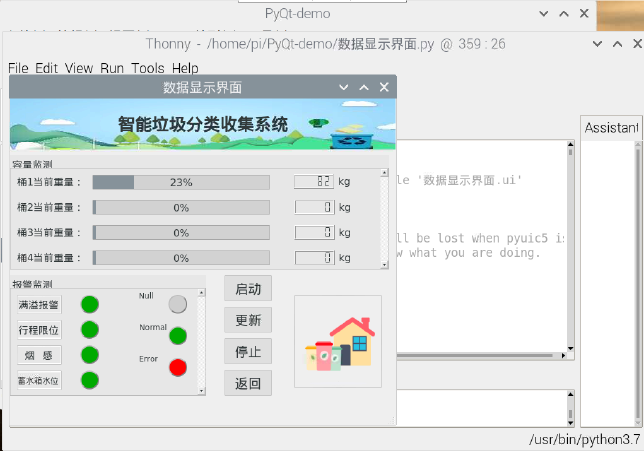 PyQt-demo
Thonny - /home/pi/PyQt-demo/数据显示界面.py @ 359 : 26
File Edit View Run Tools Help
数据显示界面
智能垃圾分类收集系统
Assistant
容量监测
桶1当前重量： 23% 82 kg
le '数据显示界面.ui'
桶2当前重量： 0% 0 kg
桶3当前重量： 0% 0 kg
ll be lost when pyuic5 is
桶4当前重量： 0% 0 kg
w what you are doing.
报警监测
满溢报警
行程限位
烟 感
蓄水箱水位
Null
Normal
Error
启动
更新
停止
返回
/usr/bin/python3.7